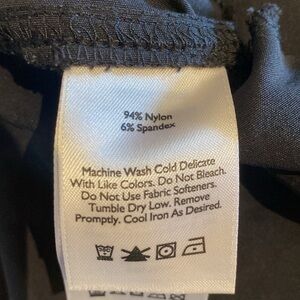 94% Nylon
6% Spandex
Machine Wash Cold Delicate
With Like Colors. Do Not Bleach.
Do Not Use Fabric Softeners.
Tumble Dry Low. Remove
Promptly. Cool Iron As Desired.